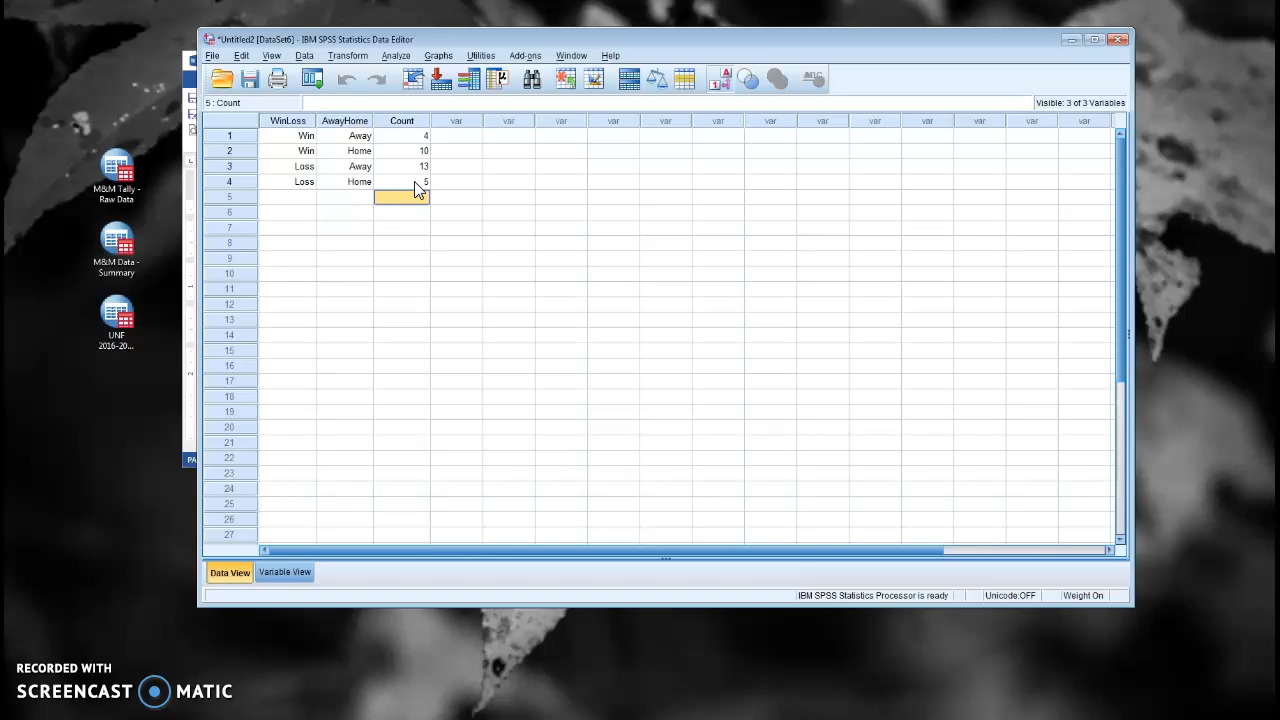 *Untitled2 [DataSet6] - IBM SPSS Statistics Data Editor
File Edit View Data Transform Analyze Graphs Utilities Add-ons Window Help
5 : Count Visible: 3 of 3 Variables
WinLoss AwayHome Count var var var var var var var var var var var var var
1 Win Away 4
2 Win Home 10
3 Loss Away 13
4 Loss Home 5
5
6
7
8
9
10
11
12
13
14
15
16
17
18
19
20
21
22
23
24
25
26
27
Data View Variable View
IBM SPSS Statistics Processor is ready Unicode:OFF Weight On
M&M Tally -
Raw Data
M&M Data -
Summary
UNF
2016-20...
PA
RECORDED WITH
SCREENCAST MATIC